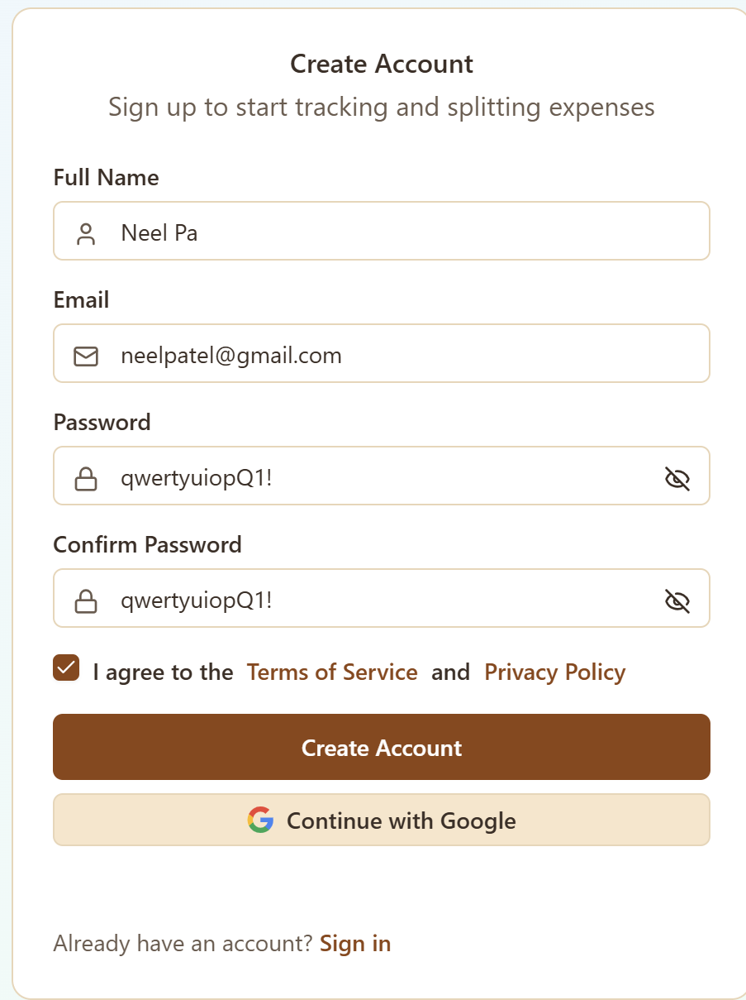 Create Account
Sign up to start tracking and splitting expenses
Full Name
Neel Pa
Email
neelpatel@gmail.com
Password
qwertyuiopQ1!
Confirm Password
qwertyuiopQ1!
I agree to the Terms of Service and Privacy Policy
Create Account
Continue with Google
Already have an account? Sign in